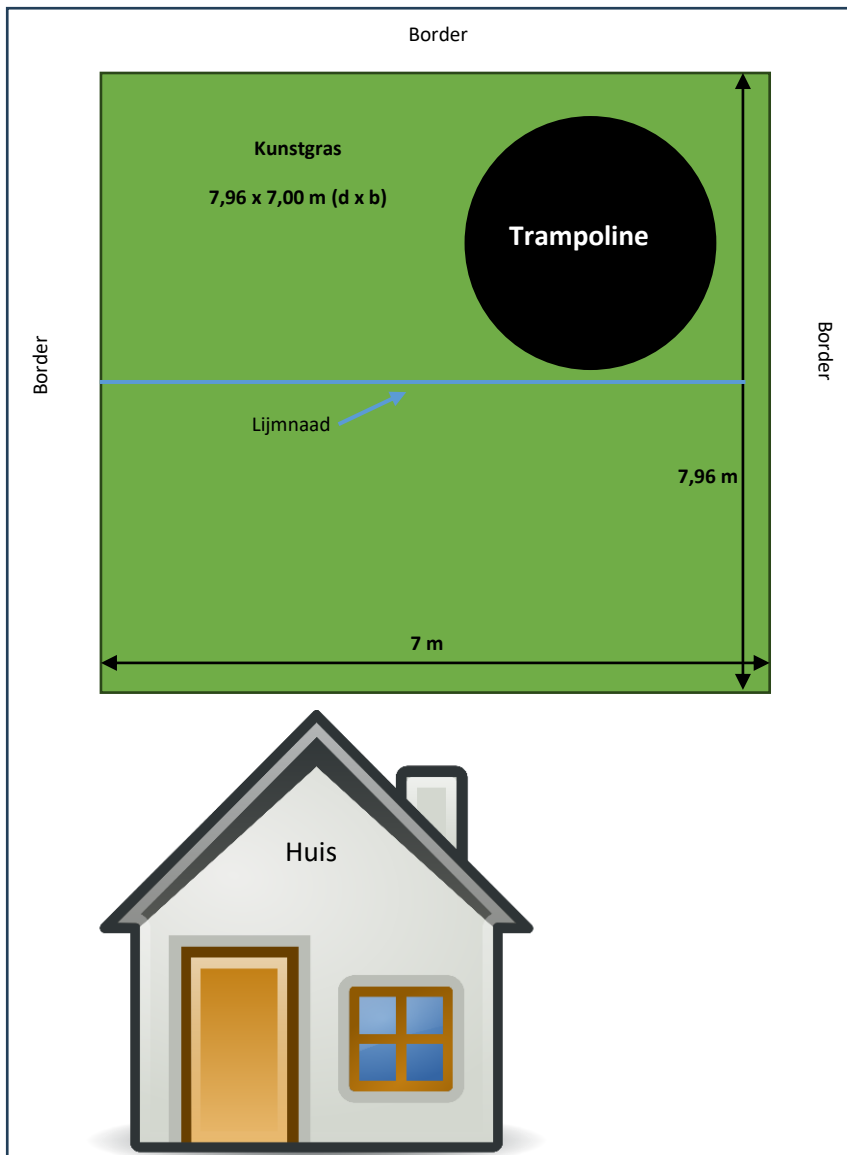 Border
Kunstgras
7,96 x 7,00 m (d x b)
Trampoline
Border
Border
Lijmnaad
7,96 m
7 m
Huis